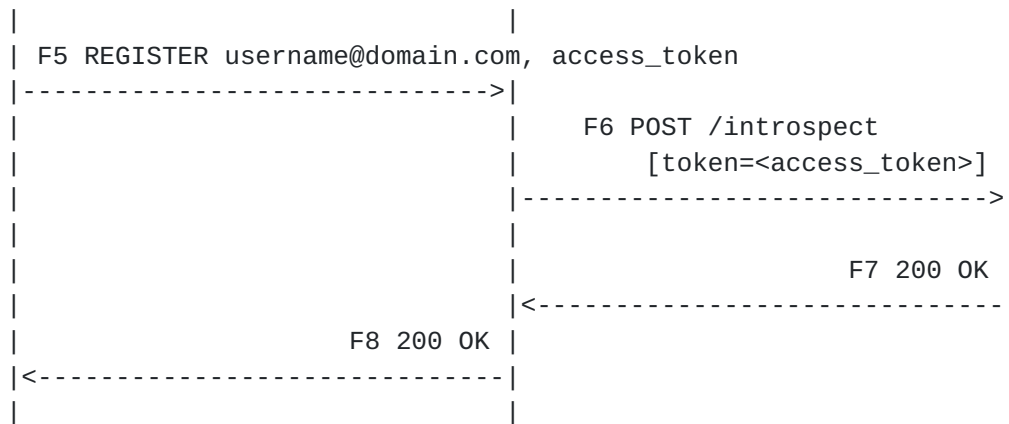 |                               |
| F5 REGISTER username@domain.com, access_token
|------------------------------>|
|                               |    F6 POST /introspect
|                               |        [token=<access_token>]
|                               |------------------------------>
|                               |
|                               |                     F7 200 OK
|                               |<------------------------------
|                     F8 200 OK |
|<------------------------------|
|                               |